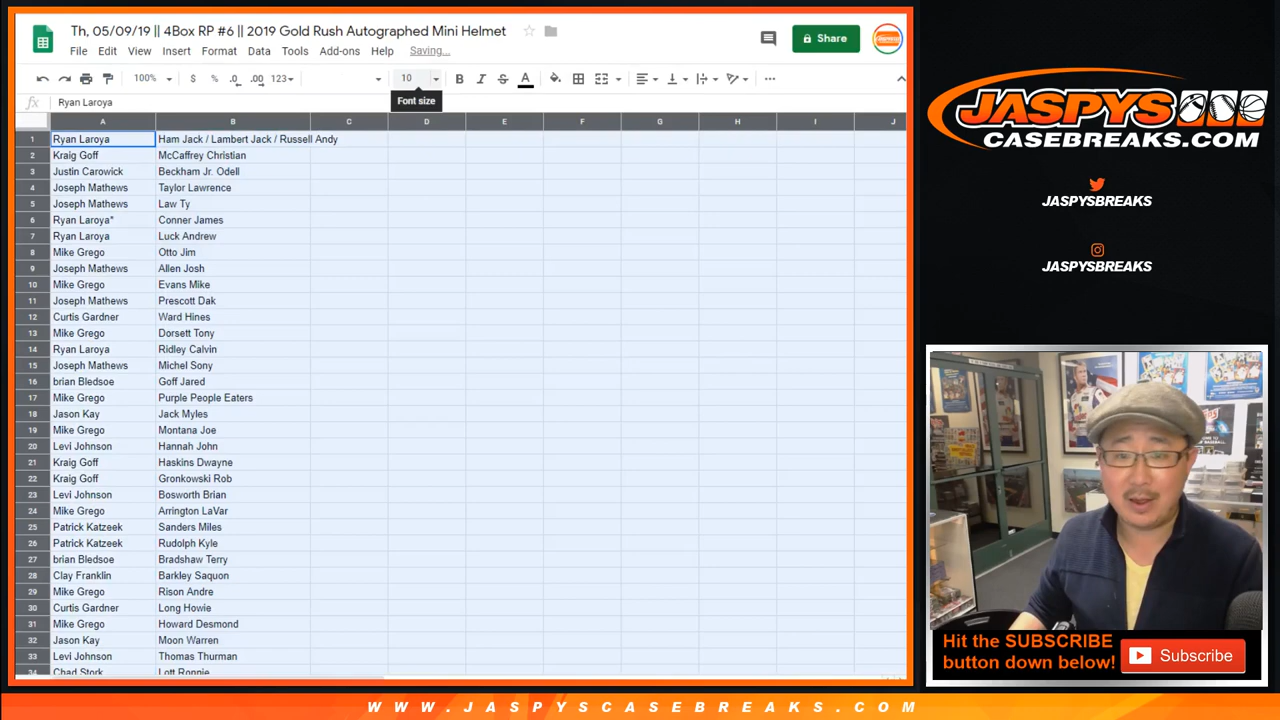 Th, 05/09/19 || 4Box RP #6 || 2019 Gold Rush Autographed Mini Helmet
File Edit View Insert Format Data Tools Add-ons Help Saving...
Share
100% $ % .0 .00 123 10
Font size
fx Ryan Laroya
A B C D E F G H I J
1 Ryan Laroya Ham Jack / Lambert Jack / Russell Andy
2 Kraig Goff McCaffrey Christian
3 Justin Carowick Beckham Jr. Odell
4 Joseph Mathews Taylor Lawrence
5 Joseph Mathews Law Ty
6 Ryan Laroya* Conner James
7 Ryan Laroya Luck Andrew
8 Mike Grego Otto Jim
9 Joseph Mathews Allen Josh
10 Mike Grego Evans Mike
11 Joseph Mathews Prescott Dak
12 Curtis Gardner Ward Hines
13 Mike Grego Dorsett Tony
14 Ryan Laroya Ridley Calvin
15 Joseph Mathews Michel Sony
16 brian Bledsoe Goff Jared
17 Mike Grego Purple People Eaters
18 Jason Kay Jack Myles
19 Mike Grego Montana Joe
20 Levi Johnson Hannah John
21 Kraig Goff Haskins Dwayne
22 Kraig Goff Gronkowski Rob
23 Levi Johnson Bosworth Brian
24 Mike Grego Arrington LaVar
25 Patrick Katzeek Sanders Miles
26 Patrick Katzeek Rudolph Kyle
27 brian Bledsoe Bradshaw Terry
28 Clay Franklin Barkley Saquon
29 Mike Grego Rison Andre
30 Curtis Gardner Long Howie
31 Mike Grego Howard Desmond
32 Jason Kay Moon Warren
33 Levi Johnson Thomas Thurman
34 Chad Stork Lott Ronnie
JASPYS
CASEBREAKS.COM
JASPYSBREAKS
JASPYSBREAKS
Hit the SUBSCRIBE
button down below!
Subscribe
WWW.JASPYSCASEBREAKS.COM